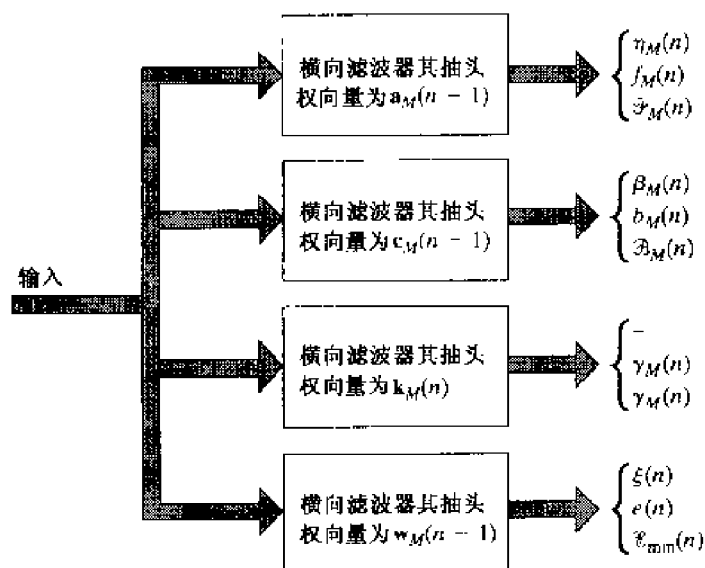 横向滤波器其抽头
权向量为 a_M(n − 1)
η_M(n)
f_M(n)
ℱ_M(n)
横向滤波器其抽头
权向量为 c_M(n − 1)
β_M(n)
b_M(n)
ℬ_M(n)
输入
横向滤波器其抽头
权向量为 k_M(n)
–
γ_M(n)
γ_M(n)
横向滤波器其抽头
权向量为 w_M(n − 1)
ξ(n)
e(n)
ℰ_min(n)